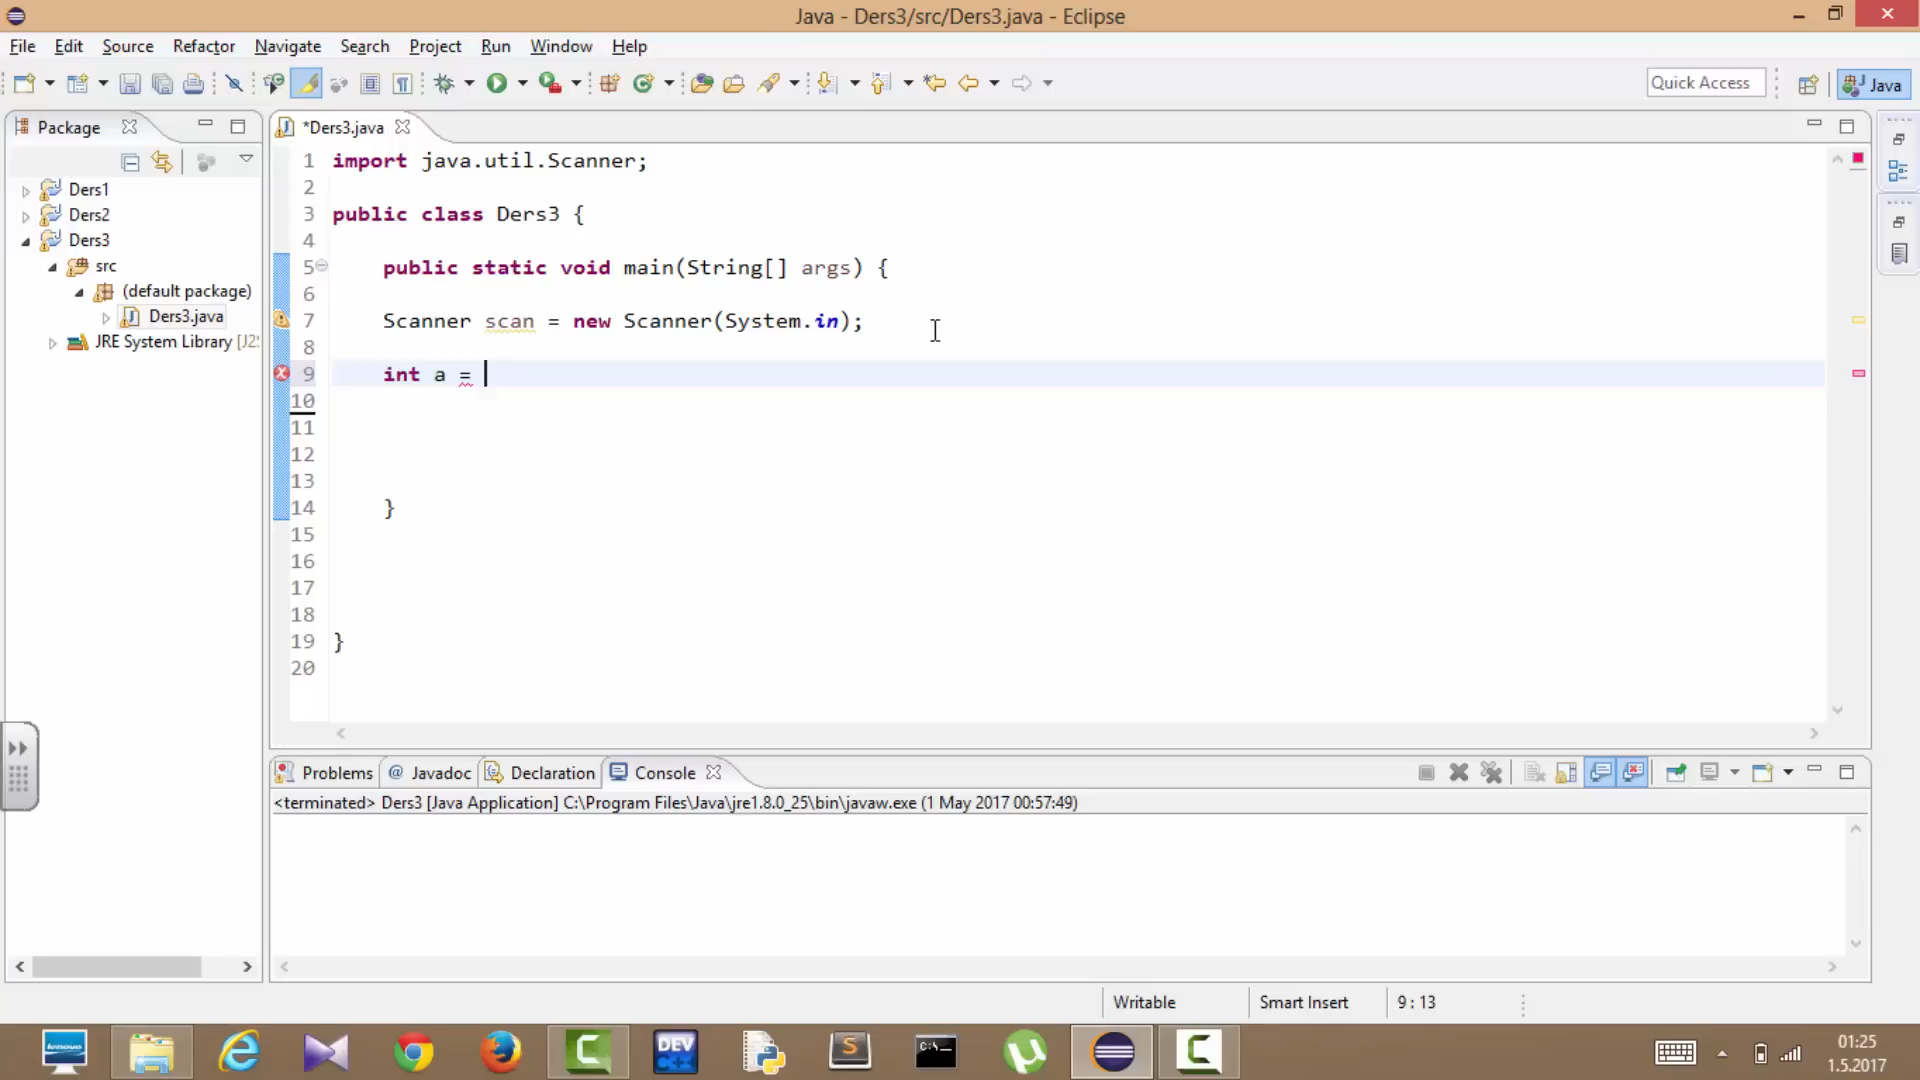 Java - Ders3/src/Ders3.java - Eclipse
File Edit Source Refactor Navigate Search Project Run Window Help
Quick Access
Java
Package
*Ders3.java
Ders1
Ders2
Ders3
src
(default package)
Ders3.java
JRE System Library [J2
1 import java.util.Scanner;
2
3 public class Ders3 {
4
5 public static void main(String[] args) {
6
7 Scanner scan = new Scanner(System.in);
8
9 int a =
10
11
12
13
14 }
15
16
17
18
19 }
20
Problems @ Javadoc Declaration Console
<terminated> Ders3 [Java Application] C:\Program Files\Java\jre1.8.0_25\bin\javaw.exe (1 May 2017 00:57:49)
Writable Smart Insert 9 : 13
lenovo
DEV C++
C:\_
01:25
1.5.2017